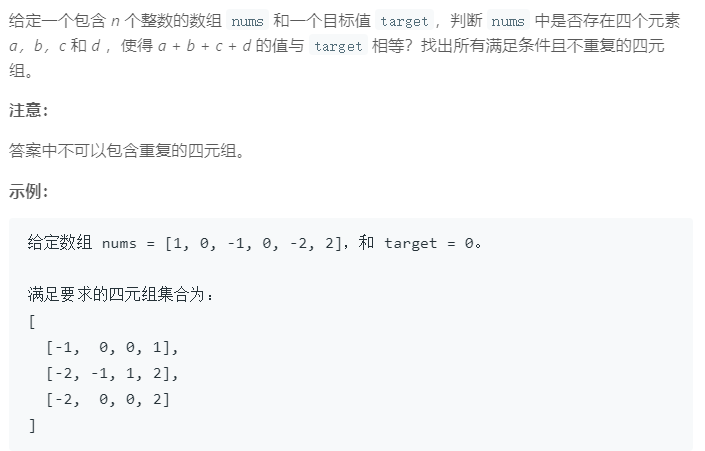 给定一个包含 n 个整数的数组 nums 和一个目标值 target，判断 nums 中是否存在四个元素
a，b，c 和 d ，使得 a + b + c + d 的值与 target 相等？找出所有满足条件且不重复的四元
组。
注意：
答案中不可以包含重复的四元组。
示例：
给定数组 nums = [1, 0, -1, 0, -2, 2]，和 target = 0。
满足要求的四元组集合为：
[
  [-1,  0, 0, 1],
  [-2, -1, 1, 2],
  [-2,  0, 0, 2]
]